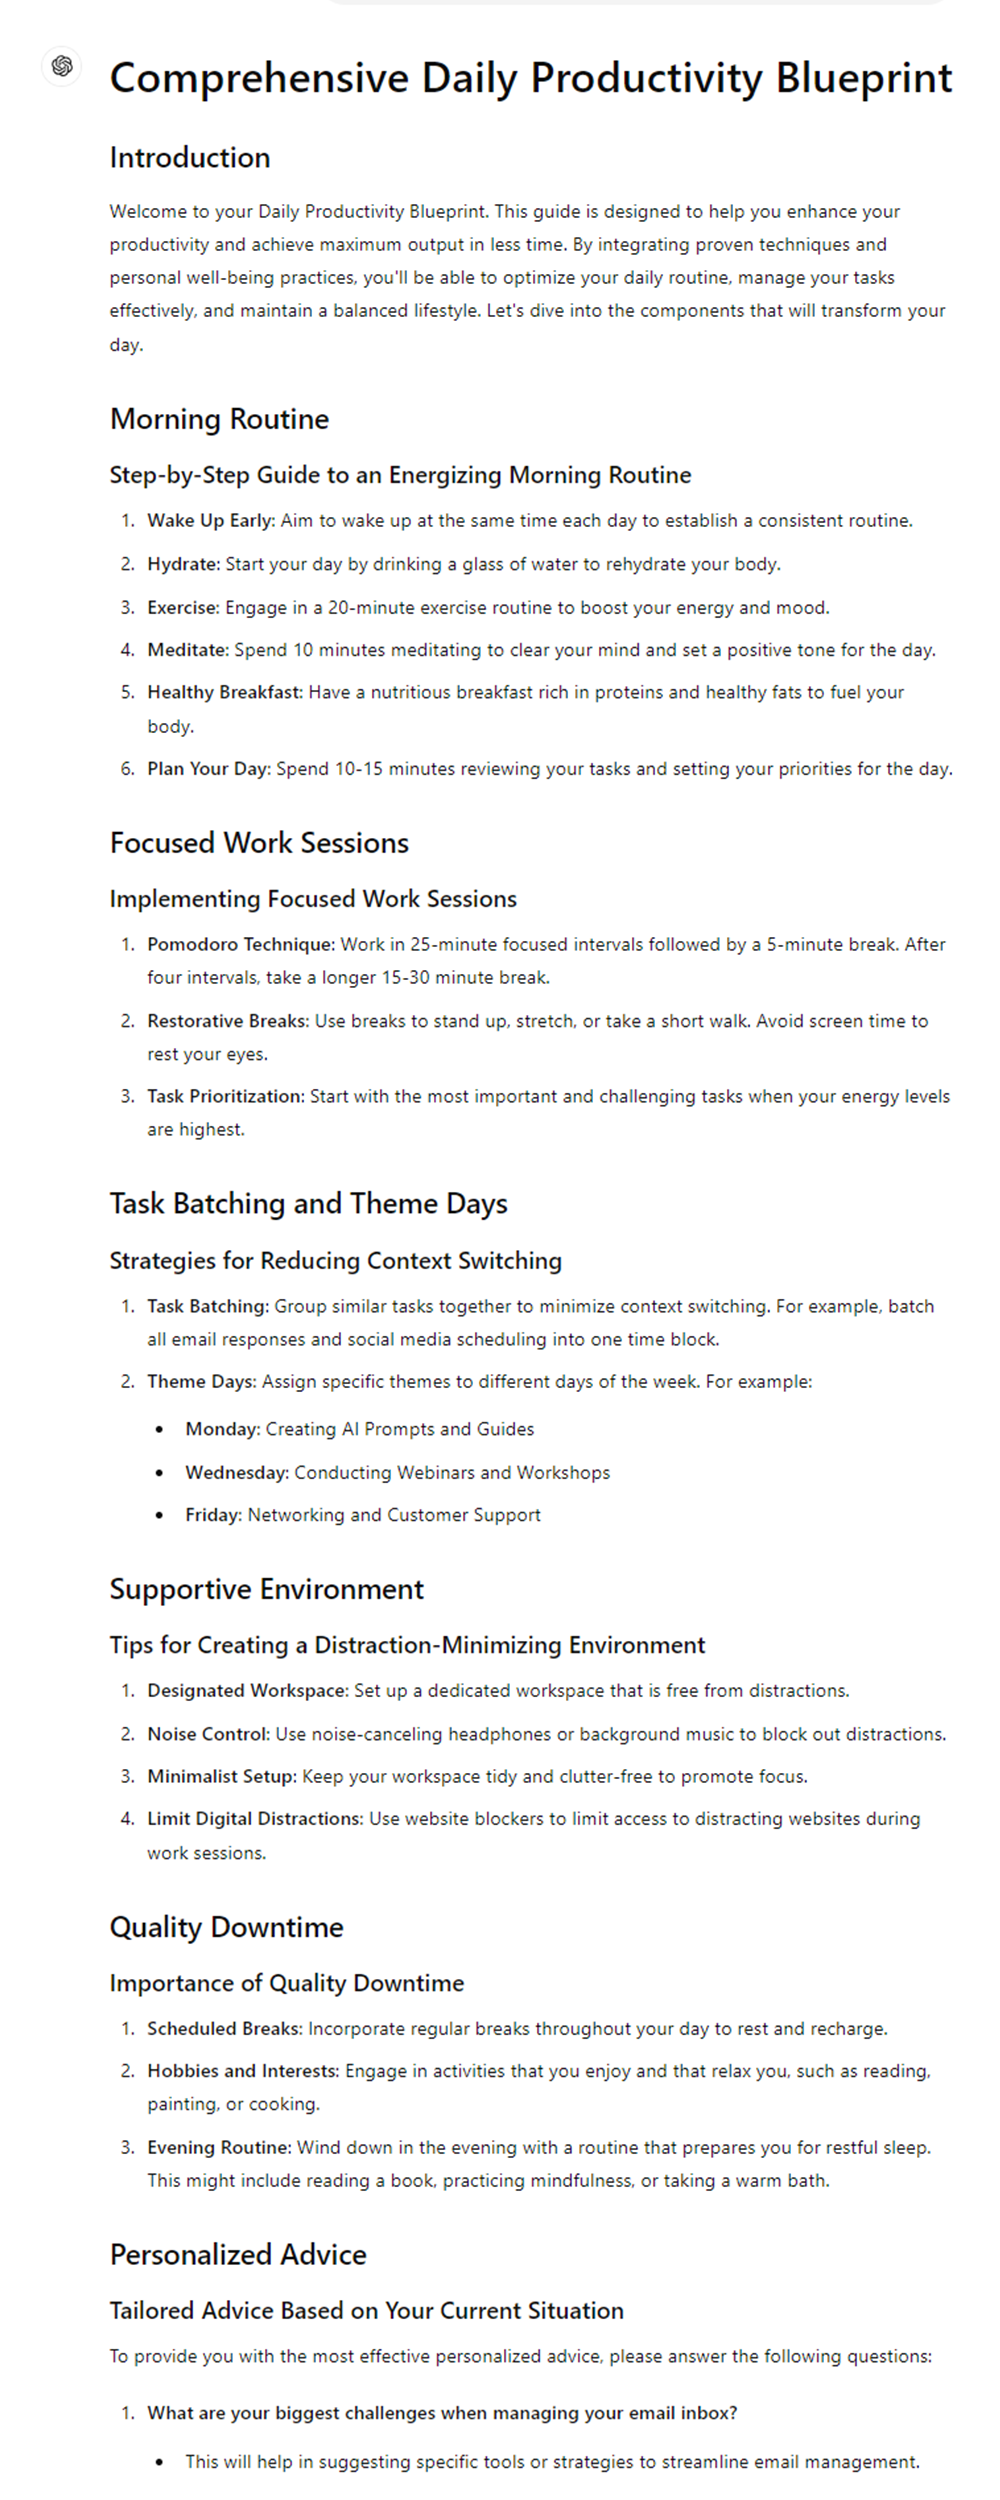 Comprehensive Daily Productivity Blueprint
Introduction
Welcome to your Daily Productivity Blueprint. This guide is designed to help you enhance your
productivity and achieve maximum output in less time. By integrating proven techniques and
personal well-being practices, you'll be able to optimize your daily routine, manage your tasks
effectively, and maintain a balanced lifestyle. Let's dive into the components that will transform your
day.
Morning Routine
Step-by-Step Guide to an Energizing Morning Routine
1. Wake Up Early: Aim to wake up at the same time each day to establish a consistent routine.
2. Hydrate: Start your day by drinking a glass of water to rehydrate your body.
3. Exercise: Engage in a 20-minute exercise routine to boost your energy and mood.
4. Meditate: Spend 10 minutes meditating to clear your mind and set a positive tone for the day.
5. Healthy Breakfast: Have a nutritious breakfast rich in proteins and healthy fats to fuel your
body.
6. Plan Your Day: Spend 10-15 minutes reviewing your tasks and setting your priorities for the day.
Focused Work Sessions
Implementing Focused Work Sessions
1. Pomodoro Technique: Work in 25-minute focused intervals followed by a 5-minute break. After
four intervals, take a longer 15-30 minute break.
2. Restorative Breaks: Use breaks to stand up, stretch, or take a short walk. Avoid screen time to
rest your eyes.
3. Task Prioritization: Start with the most important and challenging tasks when your energy levels
are highest.
Task Batching and Theme Days
Strategies for Reducing Context Switching
1. Task Batching: Group similar tasks together to minimize context switching. For example, batch
all email responses and social media scheduling into one time block.
2. Theme Days: Assign specific themes to different days of the week. For example:
• Monday: Creating AI Prompts and Guides
• Wednesday: Conducting Webinars and Workshops
• Friday: Networking and Customer Support
Supportive Environment
Tips for Creating a Distraction-Minimizing Environment
1. Designated Workspace: Set up a dedicated workspace that is free from distractions.
2. Noise Control: Use noise-canceling headphones or background music to block out distractions.
3. Minimalist Setup: Keep your workspace tidy and clutter-free to promote focus.
4. Limit Digital Distractions: Use website blockers to limit access to distracting websites during
work sessions.
Quality Downtime
Importance of Quality Downtime
1. Scheduled Breaks: Incorporate regular breaks throughout your day to rest and recharge.
2. Hobbies and Interests: Engage in activities that you enjoy and that relax you, such as reading,
painting, or cooking.
3. Evening Routine: Wind down in the evening with a routine that prepares you for restful sleep.
This might include reading a book, practicing mindfulness, or taking a warm bath.
Personalized Advice
Tailored Advice Based on Your Current Situation
To provide you with the most effective personalized advice, please answer the following questions:
1. What are your biggest challenges when managing your email inbox?
• This will help in suggesting specific tools or strategies to streamline email management.